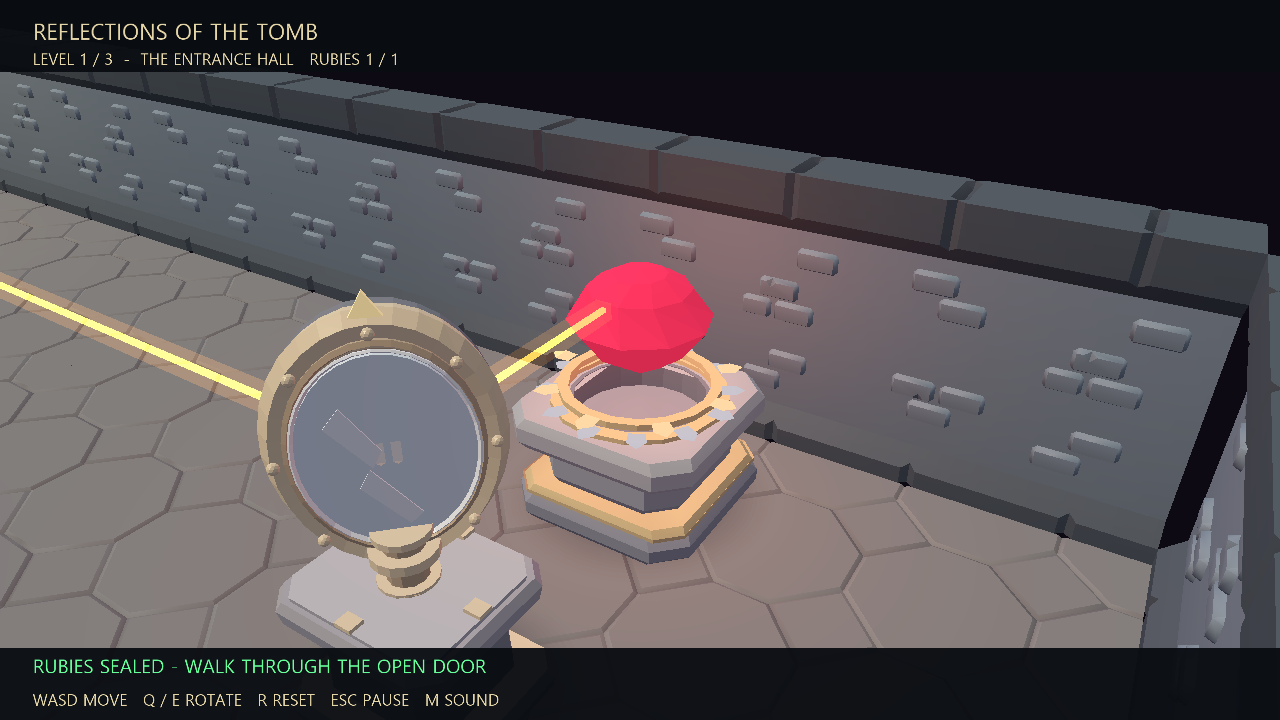 REFLECTIONS OF THE TOMB
LEVEL 1 / 3  -  THE ENTRANCE HALL   RUBIES 1 / 1
RUBIES SEALED - WALK THROUGH THE OPEN DOOR
WASD MOVE   Q / E ROTATE   R RESET   ESC PAUSE   M SOUND